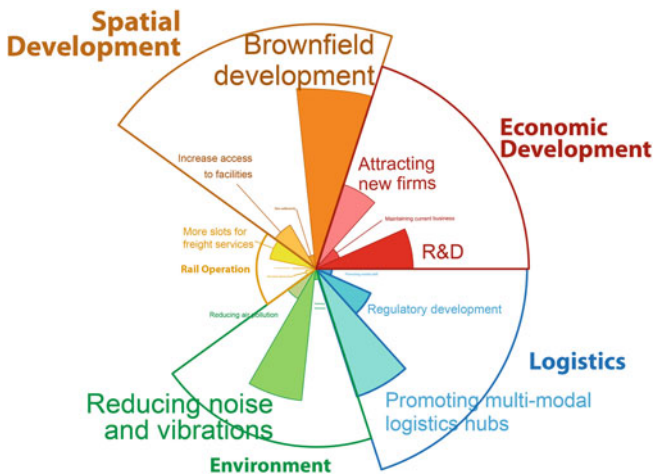 Spatial
Development
Brownfield
development
Economic
Development
Attracting
new firms
Increase access
to facilities
Maintaining current business
More slots for
freight services
R&D
Rail Operation
Regulatory development
Reducing air pollution
Logistics
Promoting multi-modal
logistics hubs
Reducing noise
and vibrations
Environment